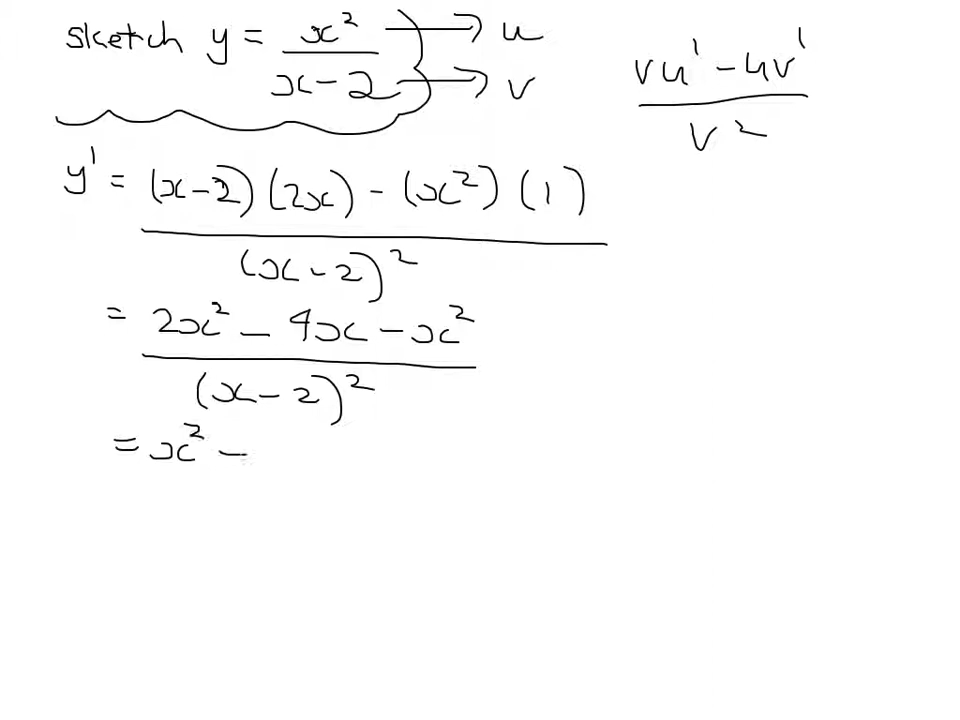 sketch y = x² / x-2 → u → v
vu' - uv' / v²
y' = (x-2)(2x) - (x²)(1) / (x-2)²
= 2x² - 4x - x² / (x-2)²
= x² -